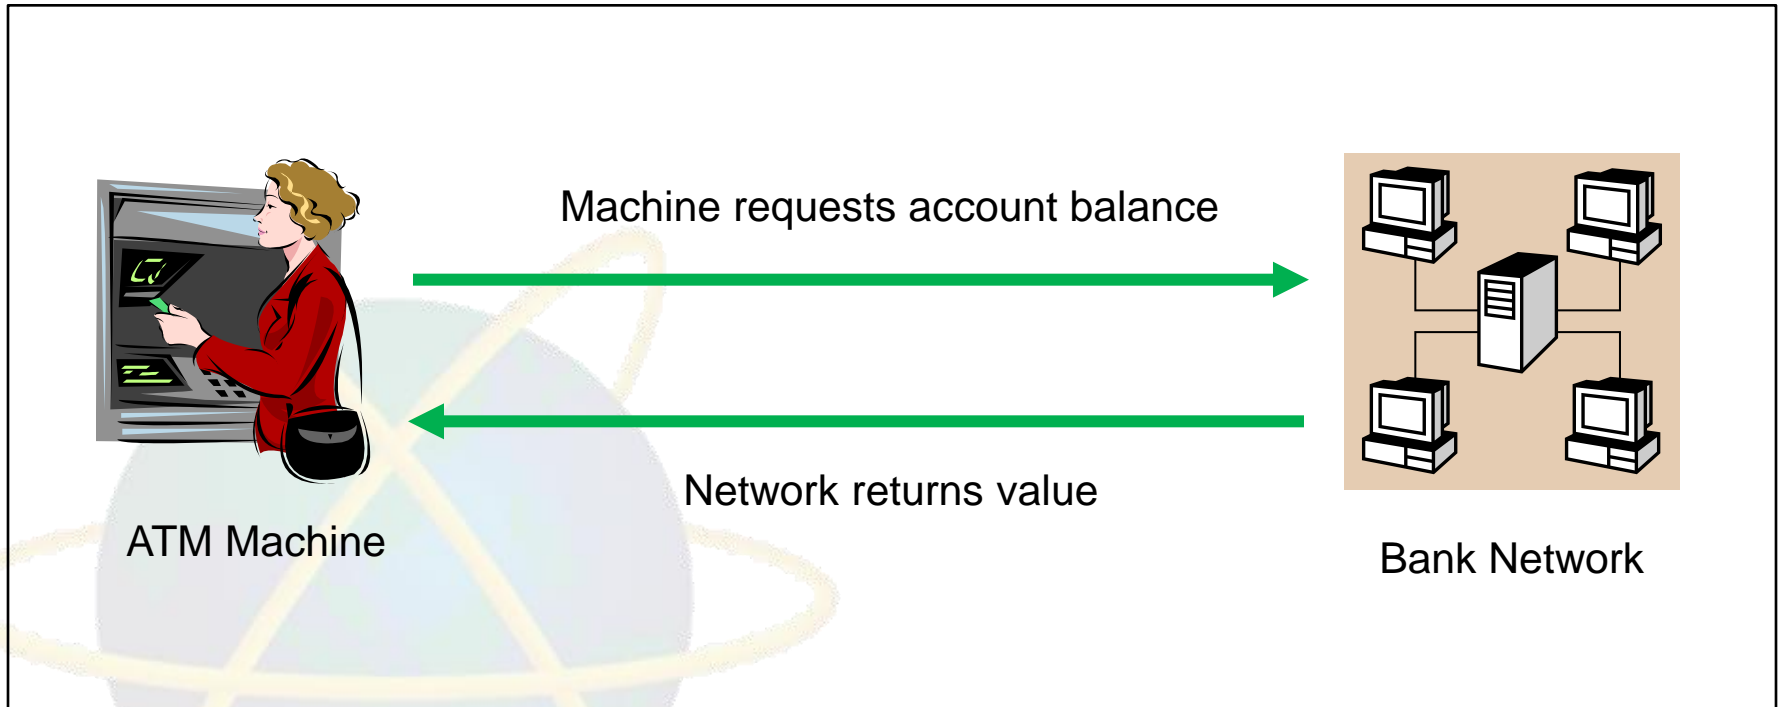 Machine requests account balance
Network returns value
ATM Machine
Bank Network